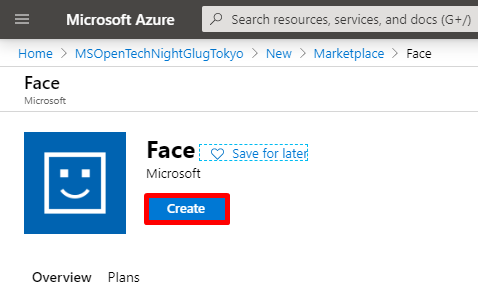 Microsoft Azure
Search resources, services, and docs (G+/)
Home > MSOpenTechNightGlugTokyo > New > Marketplace > Face
Face
Microsoft
Face
Save for later
Microsoft
Create
Overview Plans